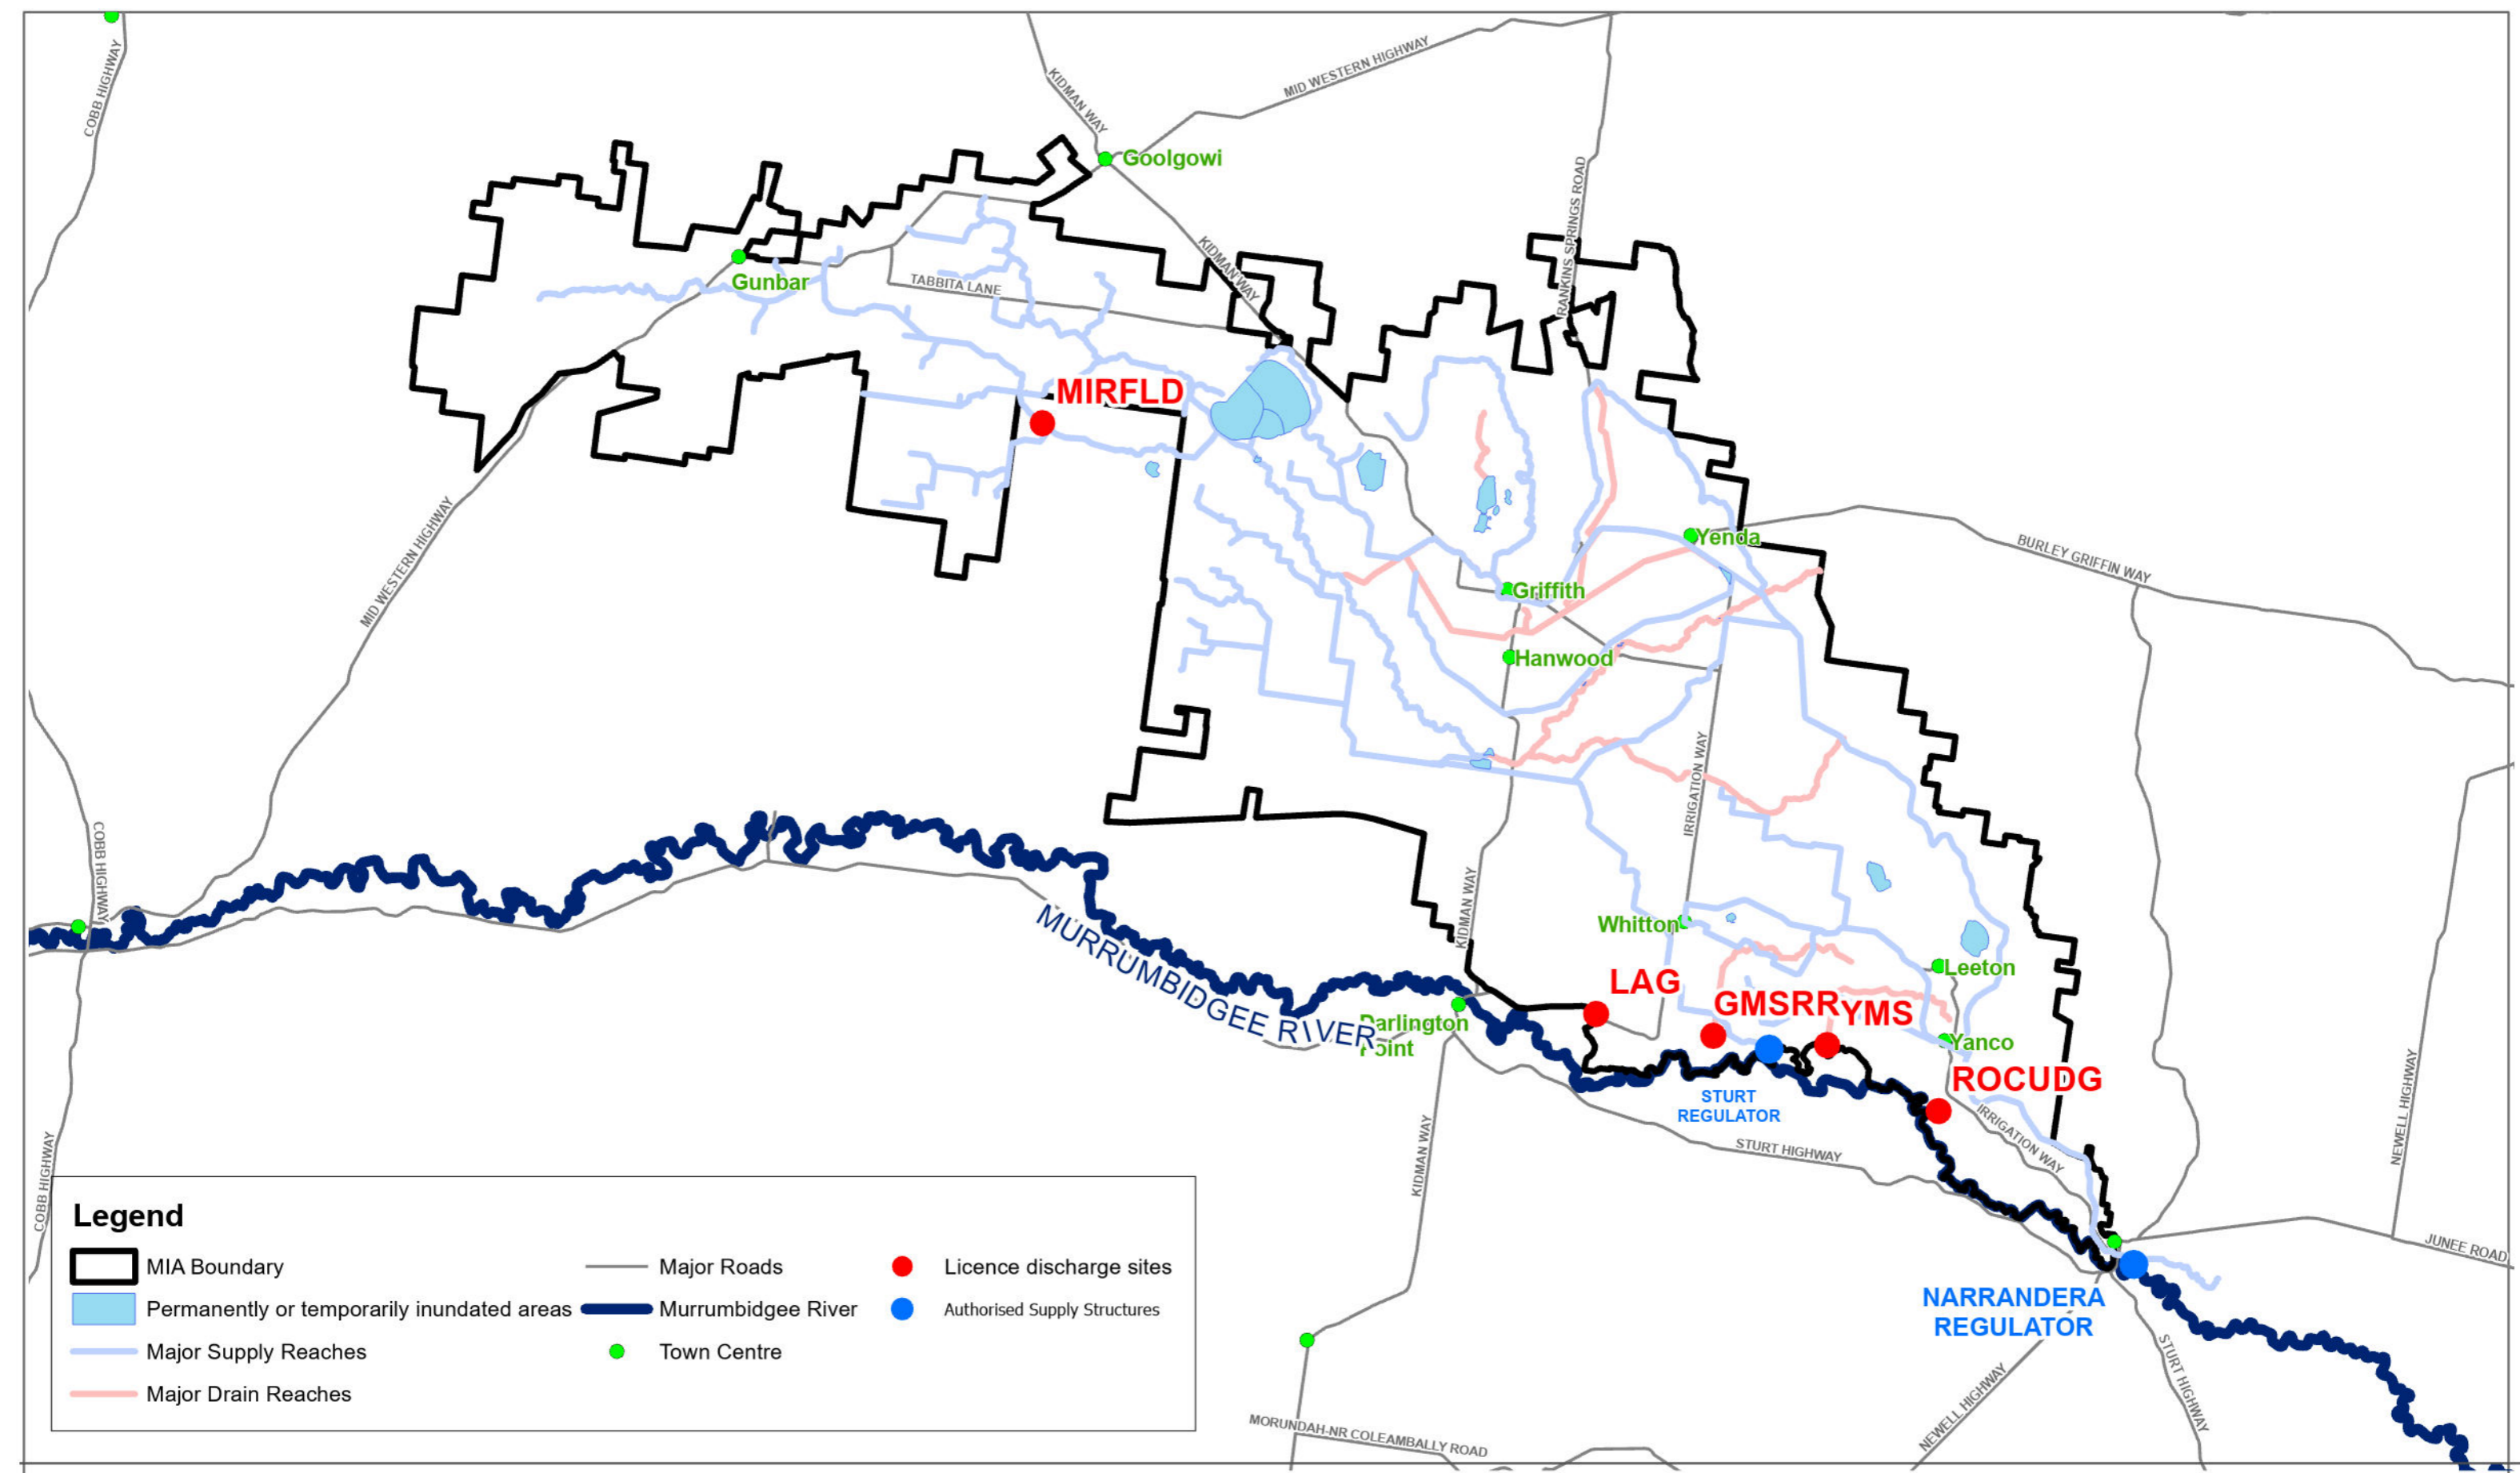 COBB HIGHWAY
KIDMAN WAY
MID WESTERN HIGHWAY
Goolgowi
RANKINS SPRINGS ROAD
KIDMAN WAY
Gunbar
TABBITA LANE
MIRFLD
MID WESTERN HIGHWAY
Yenda
BURLEY GRIFFIN WAY
Griffith
Hanwood
IRRIGATION WAY
COBB HIGHWAY
KIDMAN WAY
MURRUMBIDGEE RIVER
Whitton
Leeton
LAG
GMSRR
YMS
Darlington
Point
Yanco
ROCUDG
STURT
REGULATOR
IRRIGATION WAY
STURT HIGHWAY
NEWELL HIGHWAY
KIDMAN WAY
COBB HIGHWAY
JUNEE ROAD
NARRANDERA
REGULATOR
STURT HIGHWAY
NEWELL HIGHWAY
MORUNDAH-NR COLEAMBALLY ROAD
Legend
MIA Boundary
Permanently or temporarily inundated areas
Major Supply Reaches
Major Drain Reaches
Major Roads
Murrumbidgee River
Town Centre
Licence discharge sites
Authorised Supply Structures